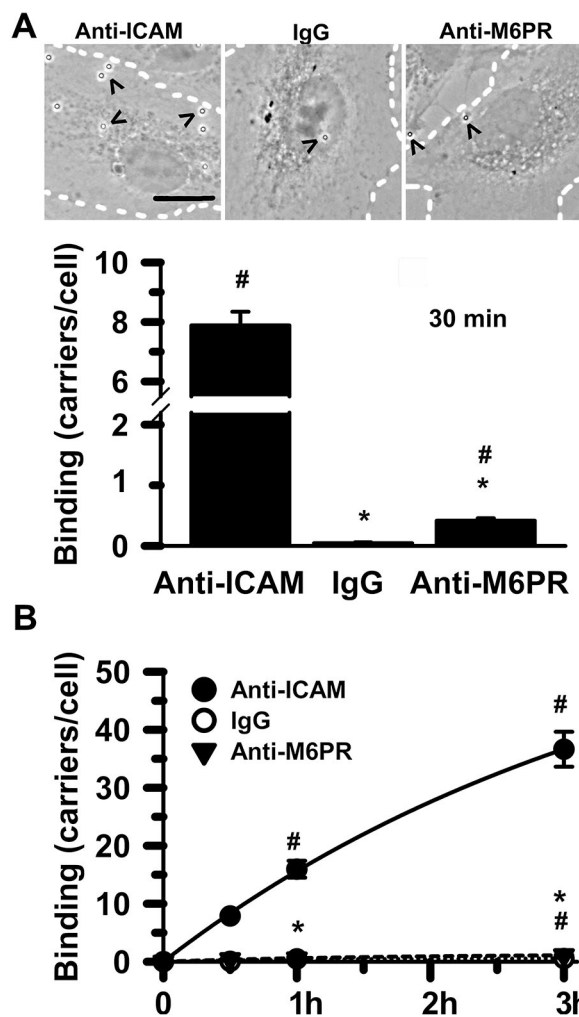 A
Anti-ICAM IgG Anti-M6PR
Binding (carriers/cell)
10
8
6
2
1
0
30 min
#
*
#
*
Anti-ICAM IgG Anti-M6PR
B
Binding (carriers/cell)
50
40
30
20
10
0
Anti-ICAM
IgG
Anti-M6PR
#
#
*
*
#
0 1h 2h 3h